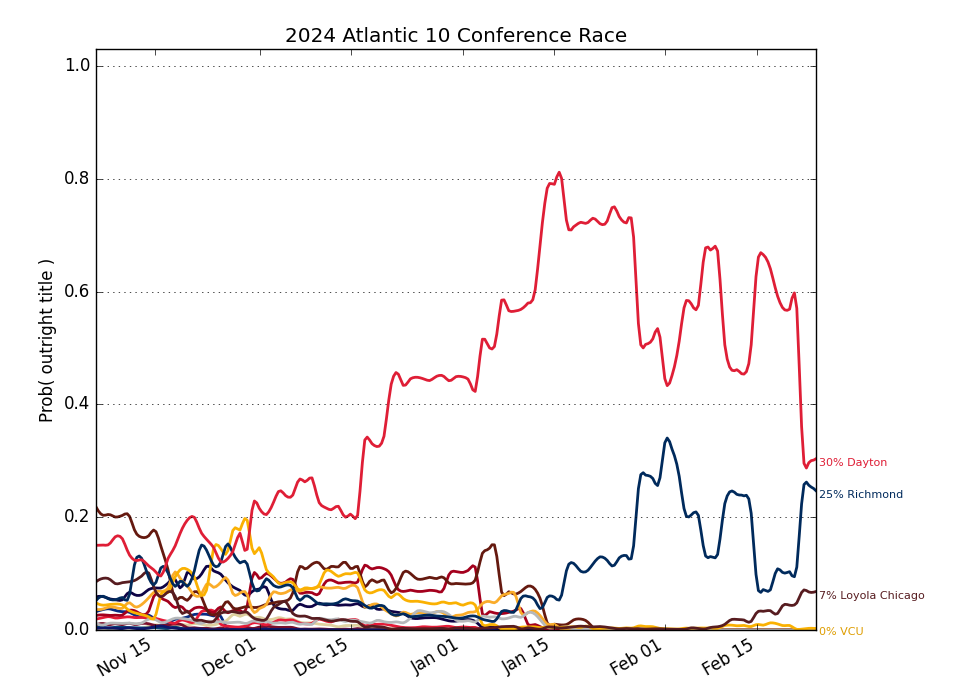 2024 Atlantic 10 Conference Race
Prob( outright title )
1.0
0.8
0.6
0.4
0.2
0.0
Nov 15
Dec 01
Dec 15
Jan 01
Jan 15
Feb 01
Feb 15
30% Dayton
25% Richmond
7% Loyola Chicago
0% VCU